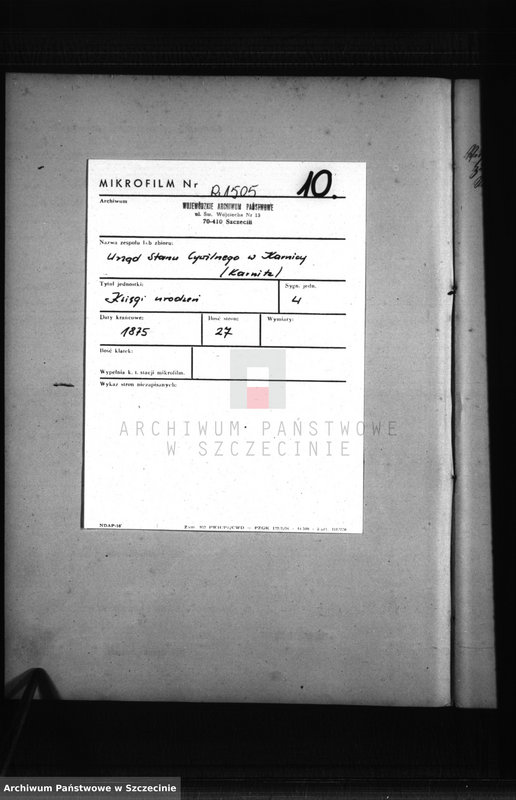 MIKROFILM Nr R 1505 10.
Archiwum
WOJEWÓDZKIE ARCHIWUM PAŃSTWOWE
ul. Św. Wojciecha Nr 13
70-410 Szczecin
Nazwa zespołu lub zbioru:
Urząd Stanu Cywilnego w Karnicy
(Karnitz)
Tytuł jednostki:
Sygn. jedn.
Księgi urodzeń
4
Daty krańcowe:
Ilość stron:
Wymiary:
1875
27
Ilość klatek:
Wypełnia k. t. stacji mikrofilm.
Wykaz stron niezapisanych:
ARCHIWUM PAŃSTWOWE
W SZCZECINIE
Archiwum Państwowe w Szczecinie